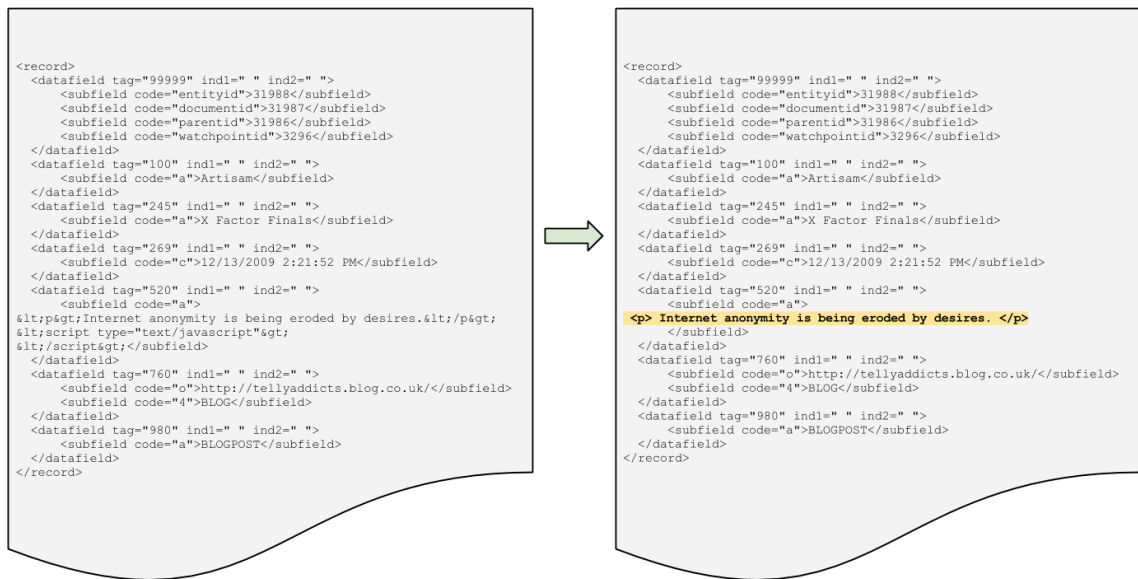 <record>
<datafield tag="99999" ind1=" " ind2=" ">
<subfield code="entityid">31988</subfield>
<subfield code="documentid">31987</subfield>
<subfield code="parentid">31986</subfield>
<subfield code="watchpointid">3296</subfield>
</datafield>
<datafield tag="100" ind1=" " ind2=" ">
<subfield code="a">Artisam</subfield>
</datafield>
<datafield tag="245" ind1=" " ind2=" ">
<subfield code="a">X Factor Finals</subfield>
</datafield>
<datafield tag="269" ind1=" " ind2=" ">
<subfield code="c">12/13/2009 2:21:52 PM</subfield>
</datafield>
<datafield tag="520" ind1=" " ind2=" ">
<subfield code="a">
&lt;p&gt;Internet anonymity is being eroded by desires.&lt;/p&gt;
&lt;script type="text/javascript"&gt;
&lt;/script&gt;</subfield>
</datafield>
<datafield tag="760" ind1=" " ind2=" ">
<subfield code="o">http://tellyaddicts.blog.co.uk/</subfield>
<subfield code="4">BLOG</subfield>
</datafield>
<datafield tag="980" ind1=" " ind2=" ">
<subfield code="a">BLOGPOST</subfield>
</datafield>
</record>
<record>
<datafield tag="99999" ind1=" " ind2=" ">
<subfield code="entityid">31988</subfield>
<subfield code="documentid">31987</subfield>
<subfield code="parentid">31986</subfield>
<subfield code="watchpointid">3296</subfield>
</datafield>
<datafield tag="100" ind1=" " ind2=" ">
<subfield code="a">Artisam</subfield>
</datafield>
<datafield tag="245" ind1=" " ind2=" ">
<subfield code="a">X Factor Finals</subfield>
</datafield>
<datafield tag="269" ind1=" " ind2=" ">
<subfield code="c">12/13/2009 2:21:52 PM</subfield>
</datafield>
<datafield tag="520" ind1=" " ind2=" ">
<subfield code="a">
<p> Internet anonymity is being eroded by desires. </p>
</subfield>
</datafield>
<datafield tag="760" ind1=" " ind2=" ">
<subfield code="o">http://tellyaddicts.blog.co.uk/</subfield>
<subfield code="4">BLOG</subfield>
</datafield>
<datafield tag="980" ind1=" " ind2=" ">
<subfield code="a">BLOGPOST</subfield>
</datafield>
</record>